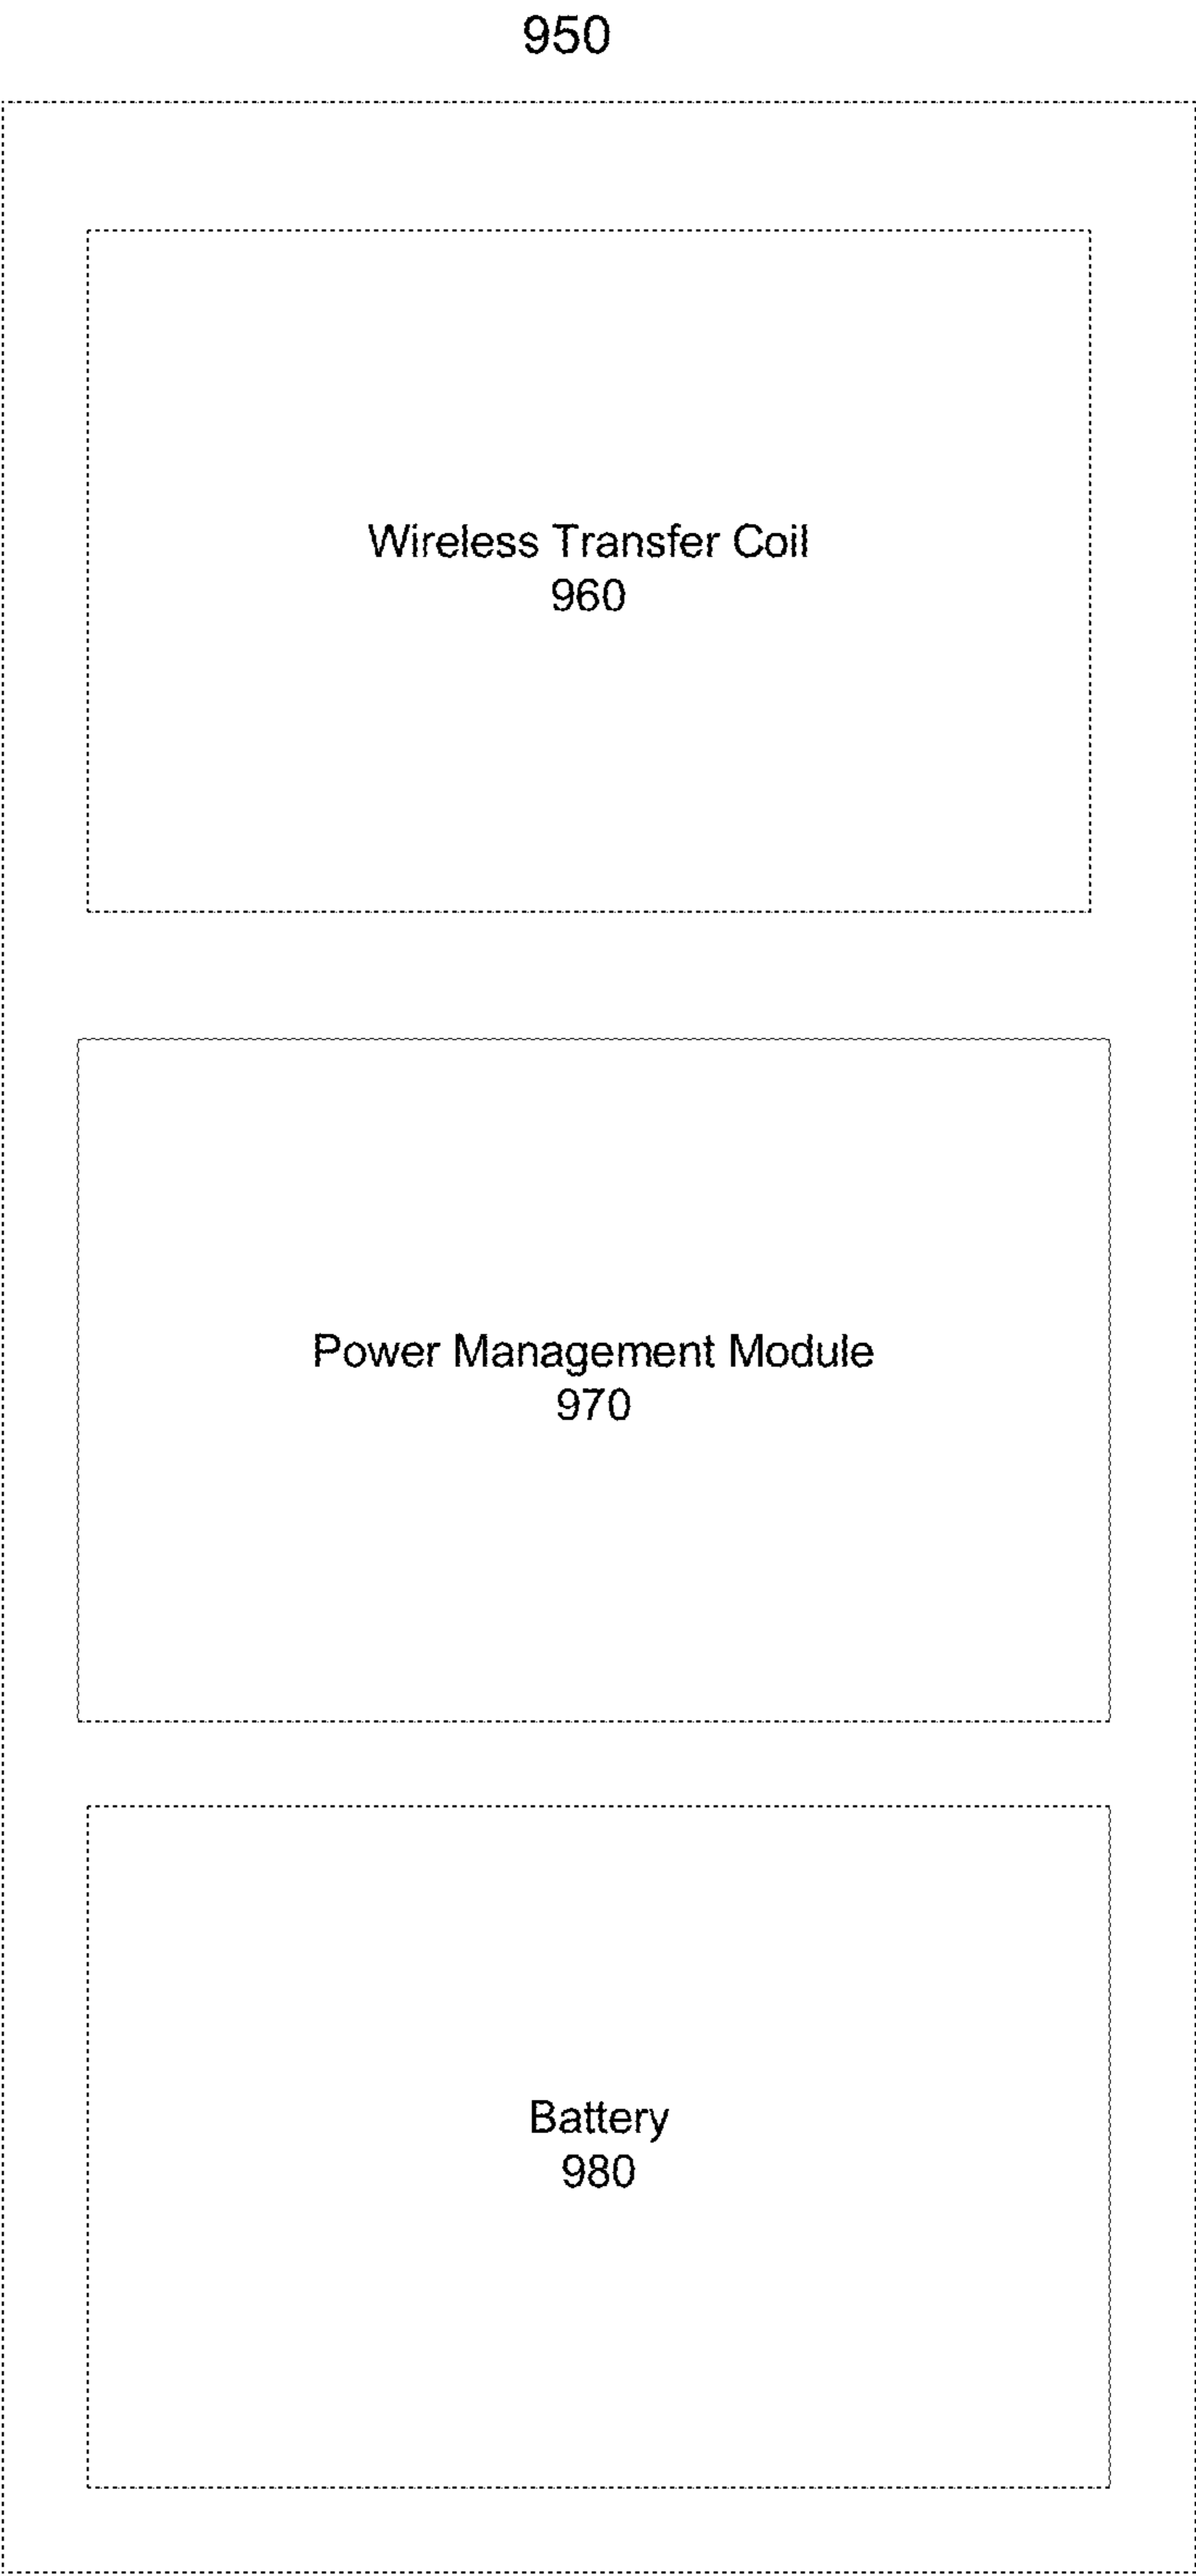 950
Wireless Transfer Coil
960
Power Management Module
970
Battery
980